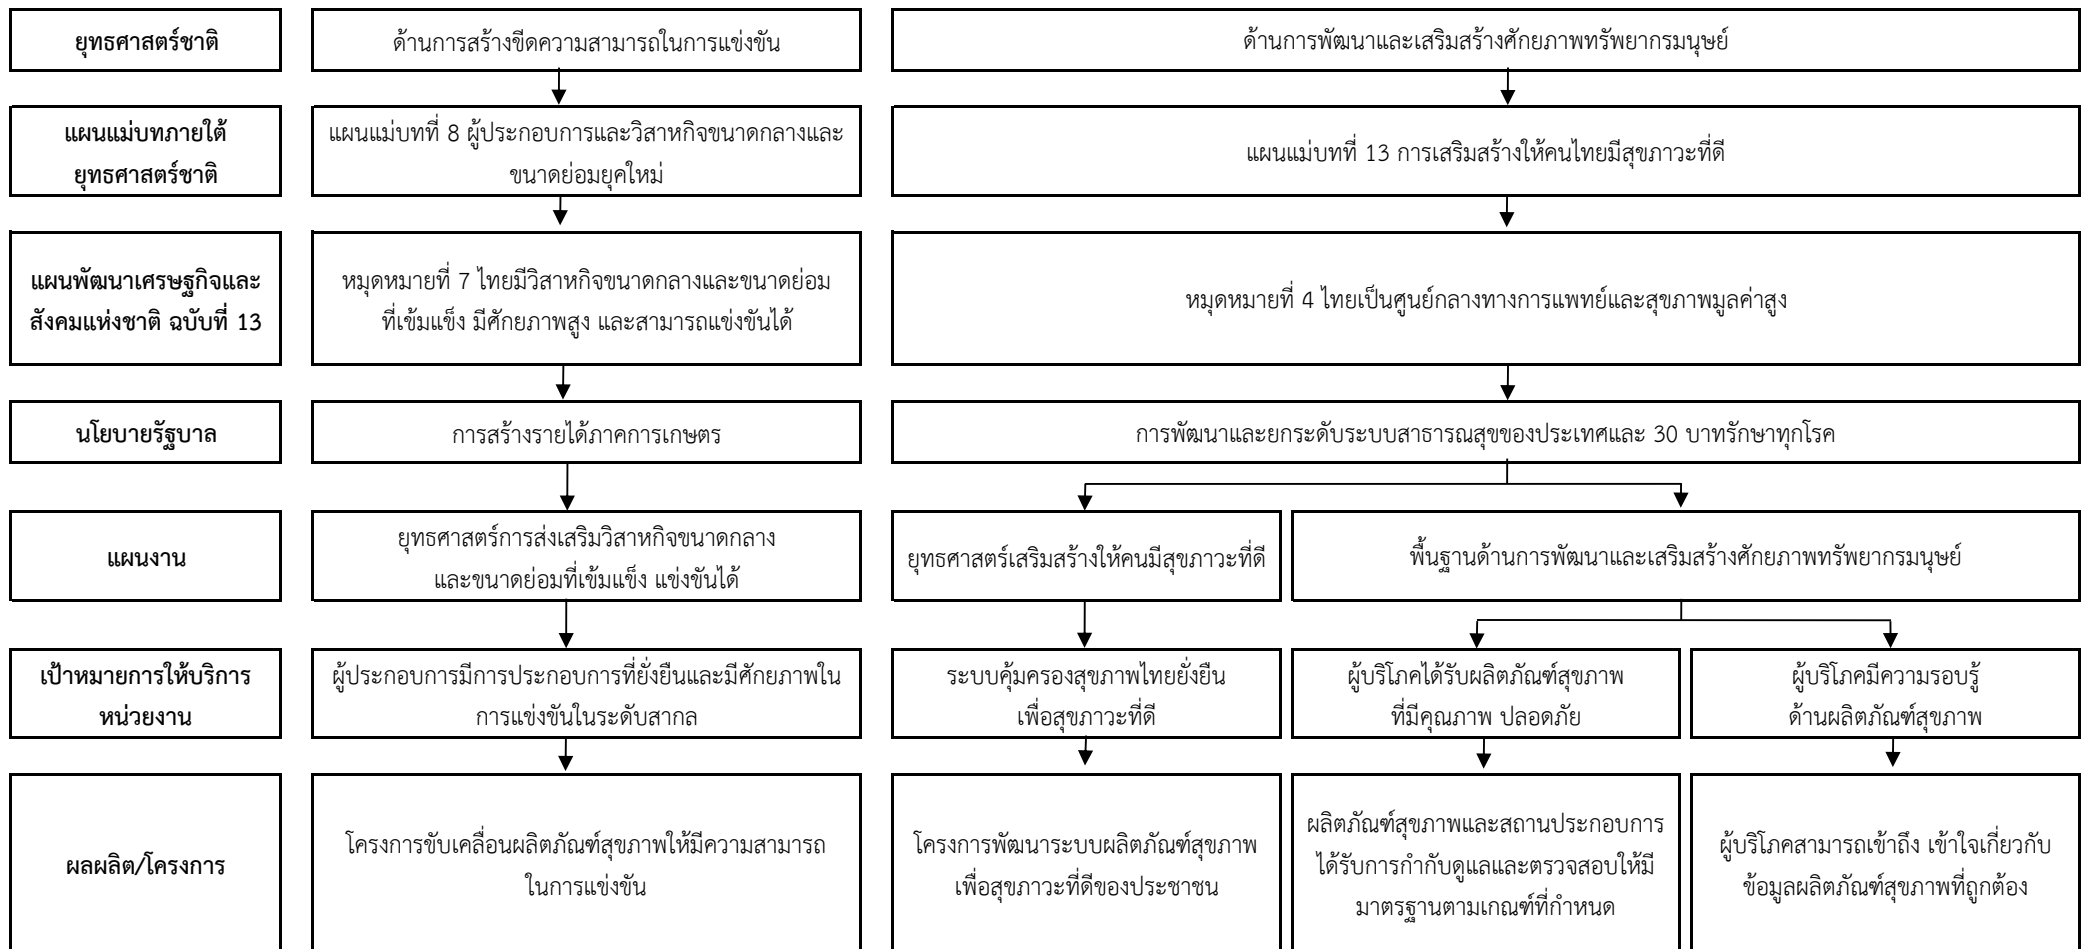 ยุทธศาสตร์ชาติ
ด้านการสร้างขีดความสามารถในการแข่งขัน
ด้านการพัฒนาและเสริมสร้างศักยภาพทรัพยากรมนุษย์
แผนแม่บทภายใต้
ยุทธศาสตร์ชาติ
แผนแม่บทที่ 8 ผู้ประกอบการและวิสาหกิจขนาดกลางและ
ขนาดย่อมยุคใหม่
แผนแม่บทที่ 13 การเสริมสร้างให้คนไทยมีสุขภาวะที่ดี
แผนพัฒนาเศรษฐกิจและ
สังคมแห่งชาติ ฉบับที่ 13
หมุดหมายที่ 7 ไทยมีวิสาหกิจขนาดกลางและขนาดย่อม
ที่เข้มแข็ง มีศักยภาพสูง และสามารถแข่งขันได้
หมุดหมายที่ 4 ไทยเป็นศูนย์กลางทางการแพทย์และสุขภาพมูลค่าสูง
นโยบายรัฐบาล
การสร้างรายได้ภาคการเกษตร
การพัฒนาและยกระดับระบบสาธารณสุขของประเทศและ 30 บาทรักษาทุกโรค
แผนงาน
ยุทธศาสตร์การส่งเสริมวิสาหกิจขนาดกลาง
และขนาดย่อมที่เข้มแข็ง แข่งขันได้
ยุทธศาสตร์เสริมสร้างให้คนมีสุขภาวะที่ดี
พื้นฐานด้านการพัฒนาและเสริมสร้างศักยภาพทรัพยากรมนุษย์
เป้าหมายการให้บริการ
หน่วยงาน
ผู้ประกอบการมีการประกอบการที่ยั่งยืนและมีศักยภาพใน
การแข่งขันในระดับสากล
ระบบคุ้มครองสุขภาพไทยยั่งยืน
เพื่อสุขภาวะที่ดี
ผู้บริโภคได้รับผลิตภัณฑ์สุขภาพ
ที่มีคุณภาพ ปลอดภัย
ผู้บริโภคมีความรอบรู้
ด้านผลิตภัณฑ์สุขภาพ
ผลผลิต/โครงการ
โครงการขับเคลื่อนผลิตภัณฑ์สุขภาพให้มีความสามารถ
ในการแข่งขัน
โครงการพัฒนาระบบผลิตภัณฑ์สุขภาพ
เพื่อสุขภาวะที่ดีของประชาชน
ผลิตภัณฑ์สุขภาพและสถานประกอบการ
ได้รับการกำกับดูแลและตรวจสอบให้มี
มาตรฐานตามเกณฑ์ที่กำหนด
ผู้บริโภคสามารถเข้าถึง เข้าใจเกี่ยวกับ
ข้อมูลผลิตภัณฑ์สุขภาพที่ถูกต้อง